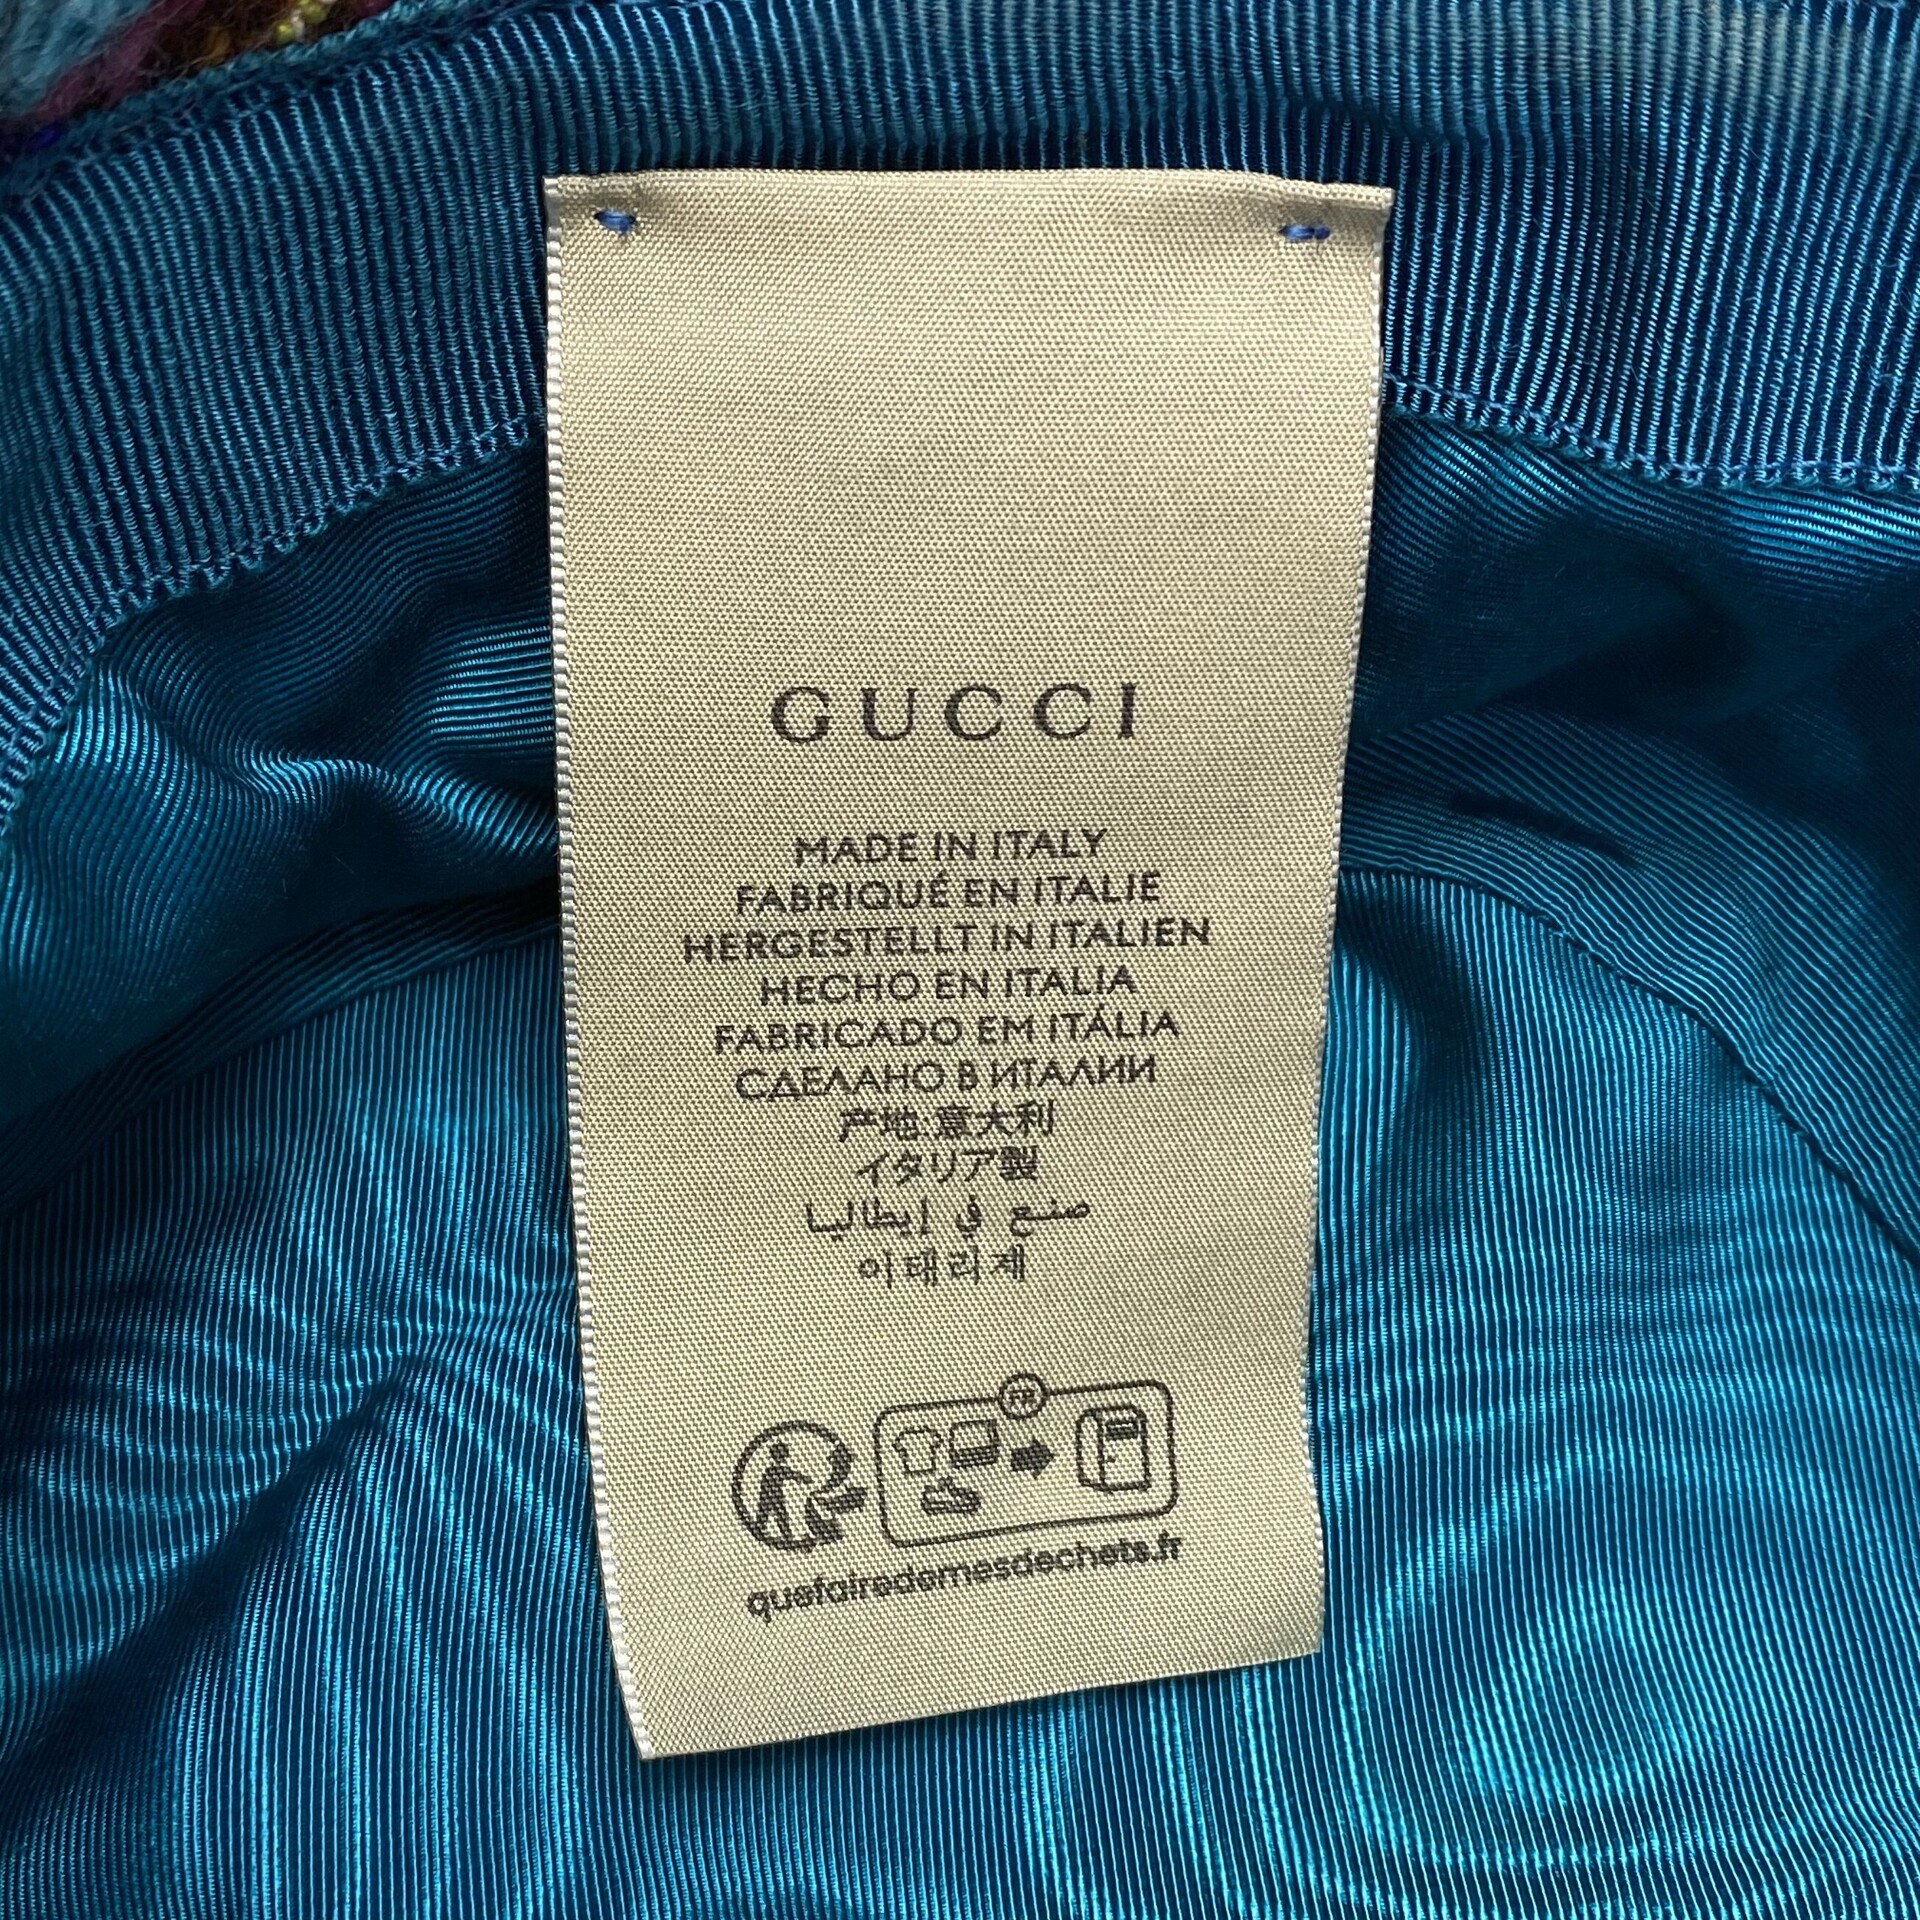 GUCCI
MADE IN ITALY
FABRIQUÉ EN ITALIE
HERGESTELLT IN ITALIEN
HECHO EN ITALIA
FABRICADO EM ITÁLIA
СДЕЛАНО В ИТАЛИИ
产地:意大利
イタリア製
صنع في إيطاليا
이태리제
FR
quefairedemesdechets.fr